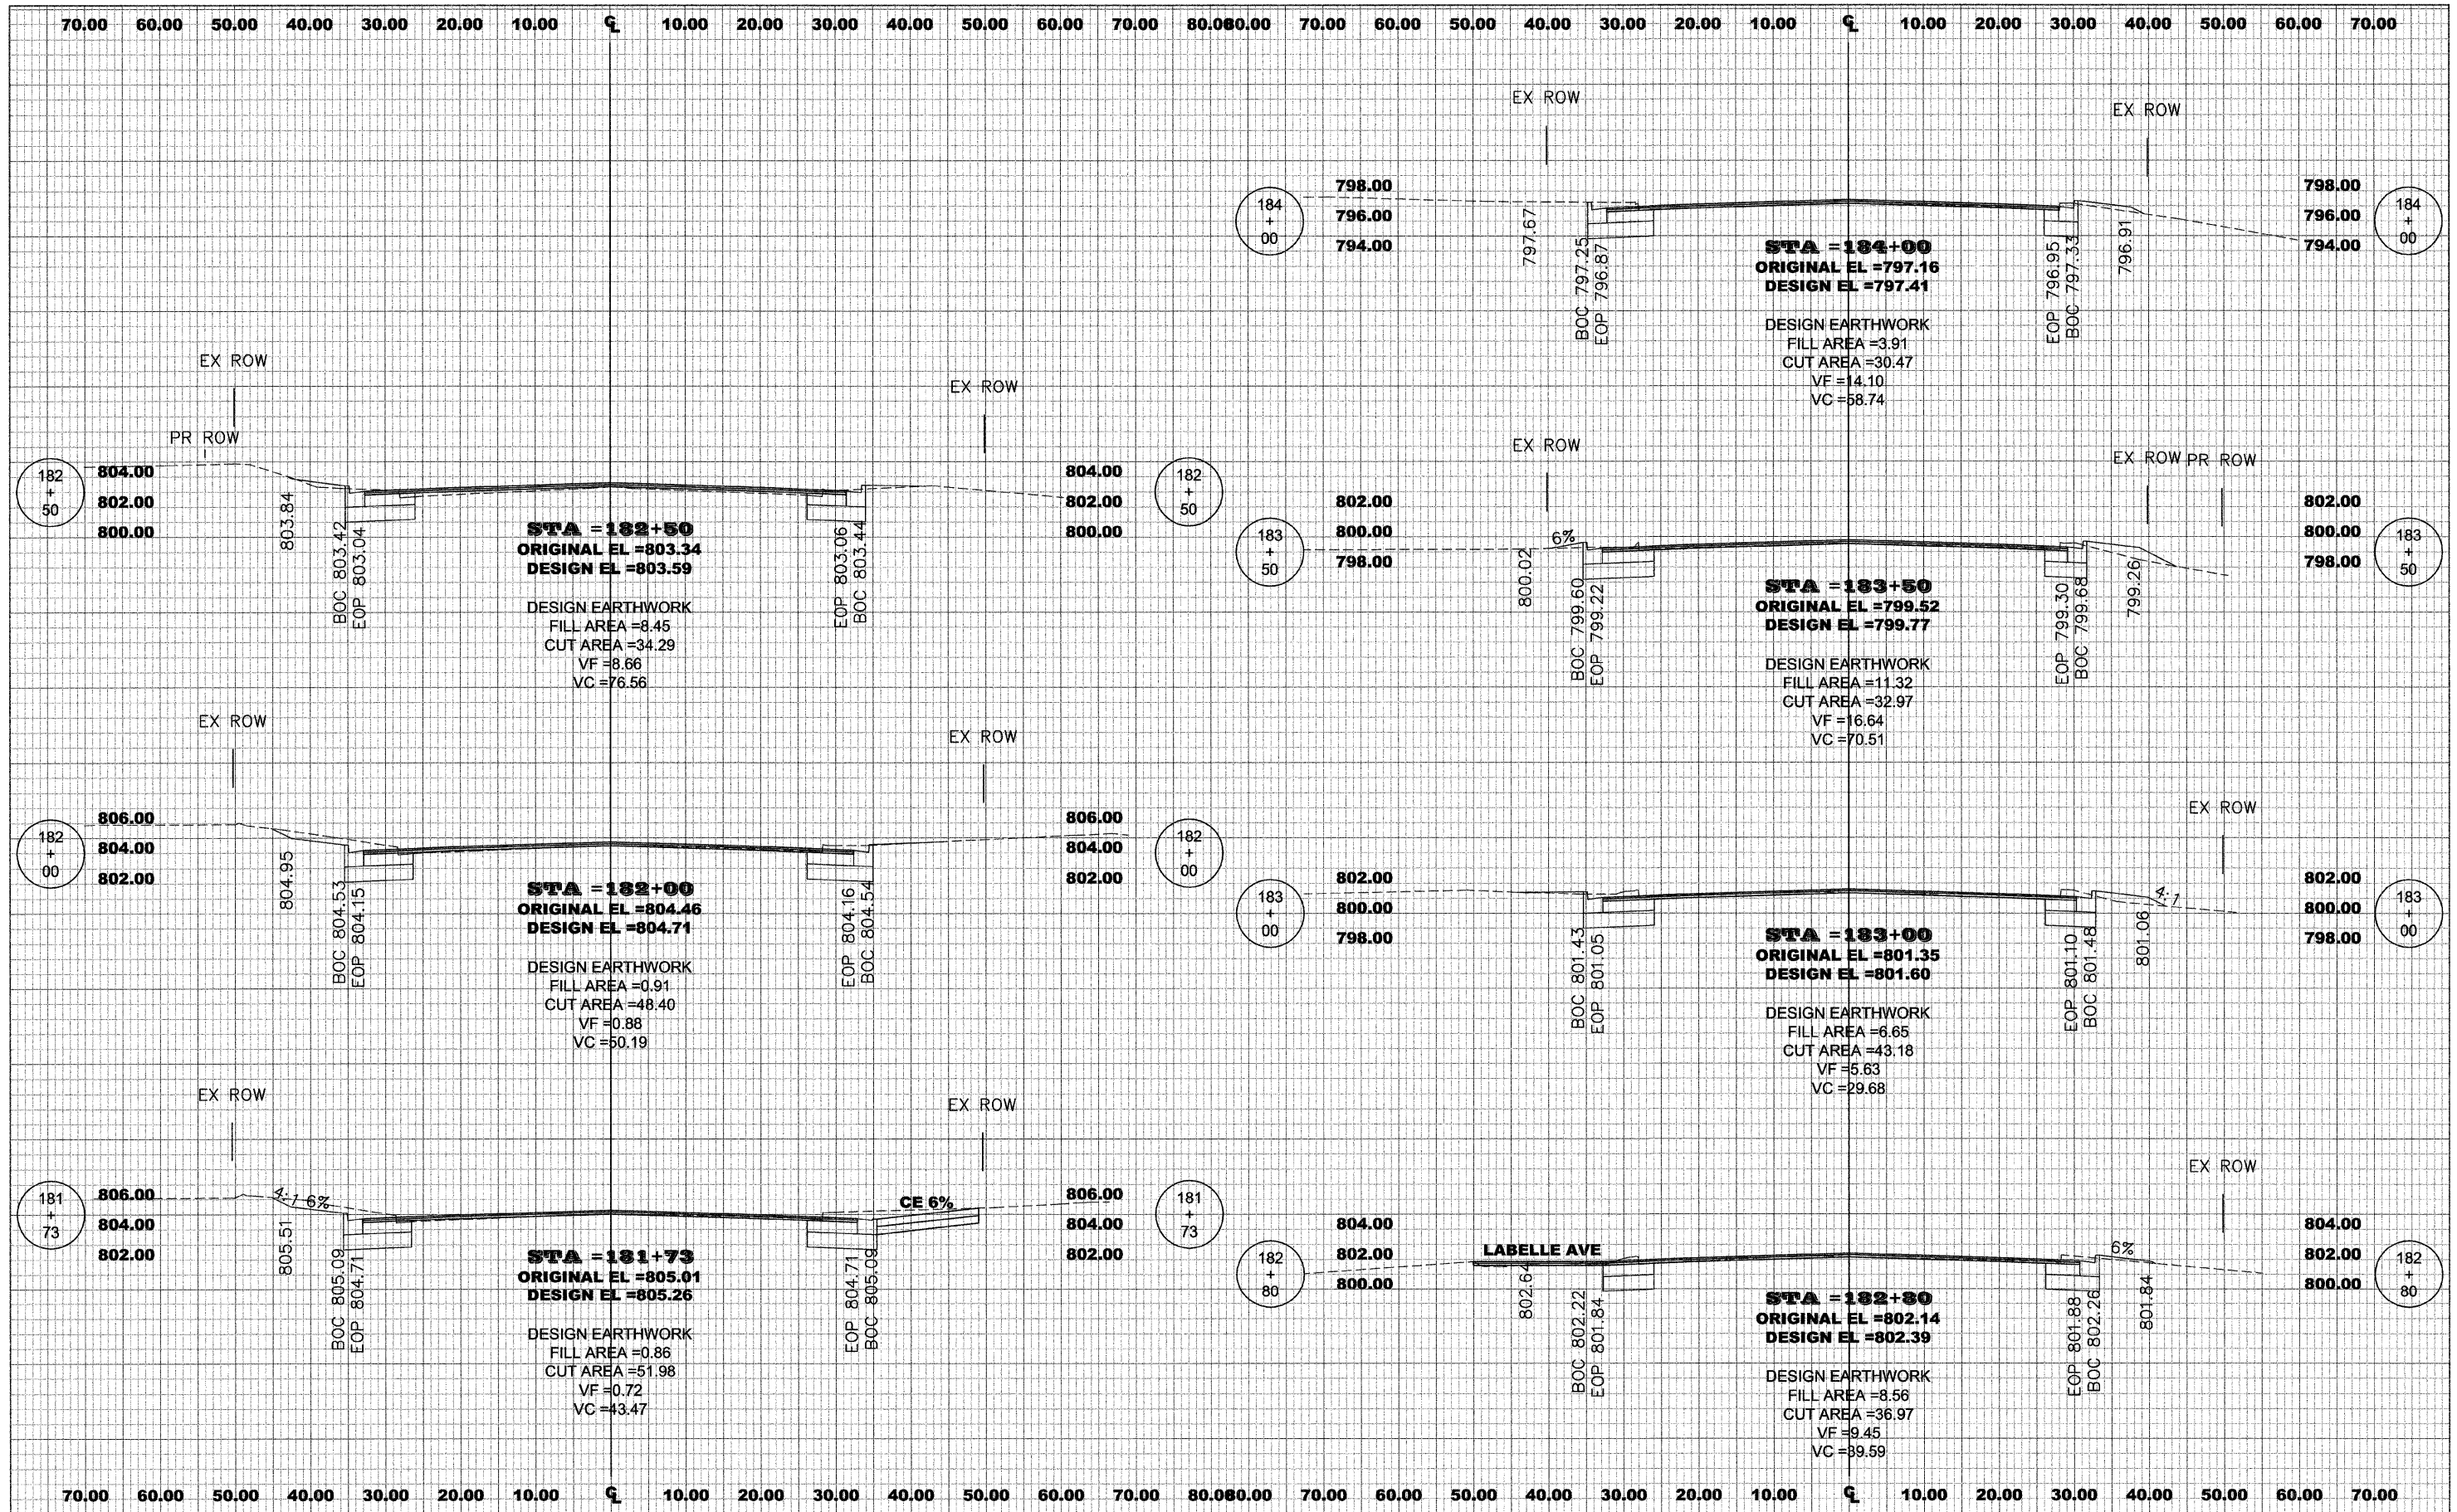 70.00 60.00 50.00 40.00 30.00 20.00 10.00 CL 10.00 20.00 30.00 40.00 50.00 60.00 70.00 80.00 80.00 70.00 60.00 50.00 40.00 30.00 20.00 10.00 CL 10.00 20.00 30.00 40.00 50.00 60.00 70.00
EX ROW
EX ROW
PR ROW
182
+
50
804.00
802.00
800.00
803.84
BOC 803.42
EOP 803.04
STA =182+50
ORIGINAL EL =803.34
DESIGN EL =803.59
DESIGN EARTHWORK
FILL AREA =8.45
CUT AREA =34.29
VF =8.66
VC =76.56
EOP 803.06
BOC 803.44
804.00
802.00
800.00
182
+
50
EX ROW
EX ROW
182
+
00
806.00
804.00
802.00
804.95
BOC 804.53
EOP 804.15
STA =182+00
ORIGINAL EL =804.46
DESIGN EL =804.71
DESIGN EARTHWORK
FILL AREA =0.91
CUT AREA =48.40
VF =0.88
VC =50.19
EOP 804.16
BOC 804.54
806.00
804.00
802.00
182
+
00
EX ROW
EX ROW
181
+
73
806.00
804.00
802.00
4:1 6%
805.51
BOC 805.09
EOP 804.71
STA =181+73
ORIGINAL EL =805.01
DESIGN EL =805.26
DESIGN EARTHWORK
FILL AREA =0.86
CUT AREA =51.98
VF =0.72
VC =43.47
EOP 804.71
BOC 805.09
CE 6%
806.00
804.00
802.00
181
+
73
EX ROW
EX ROW
184
+
00
798.00
796.00
794.00
797.67
BOC 797.25
EOP 796.87
STA =184+00
ORIGINAL EL =797.16
DESIGN EL =797.41
DESIGN EARTHWORK
FILL AREA =3.91
CUT AREA =30.47
VF =14.10
VC =58.74
EOP 796.95
BOC 797.33
796.91
798.00
796.00
794.00
184
+
00
EX ROW
EX ROW PR ROW
183
+
50
802.00
800.00
798.00
6%
800.02
BOC 799.60
EOP 799.22
STA =183+50
ORIGINAL EL =799.52
DESIGN EL =799.77
DESIGN EARTHWORK
FILL AREA =11.32
CUT AREA =32.97
VF =16.64
VC =70.51
EOP 799.30
BOC 799.68
799.26
802.00
800.00
798.00
183
+
50
EX ROW
183
+
00
802.00
800.00
798.00
BOC 801.43
EOP 801.05
STA =183+00
ORIGINAL EL =801.35
DESIGN EL =801.60
DESIGN EARTHWORK
FILL AREA =6.65
CUT AREA =43.18
VF =5.63
VC =29.68
EOP 801.10
BOC 801.48
4:1
801.06
802.00
800.00
798.00
183
+
00
EX ROW
182
+
80
804.00
802.00
800.00
LABELLE AVE
802.64
BOC 802.22
EOP 801.84
STA =182+80
ORIGINAL EL =802.14
DESIGN EL =802.39
DESIGN EARTHWORK
FILL AREA =8.56
CUT AREA =36.97
VF =9.45
VC =39.59
EOP 801.88
BOC 802.26
6%
801.84
804.00
802.00
800.00
182
+
80
70.00 60.00 50.00 40.00 30.00 20.00 10.00 CL 10.00 20.00 30.00 40.00 50.00 60.00 70.00 80.00 80.00 70.00 60.00 50.00 40.00 30.00 20.00 10.00 CL 10.00 20.00 30.00 40.00 50.00 60.00 70.00